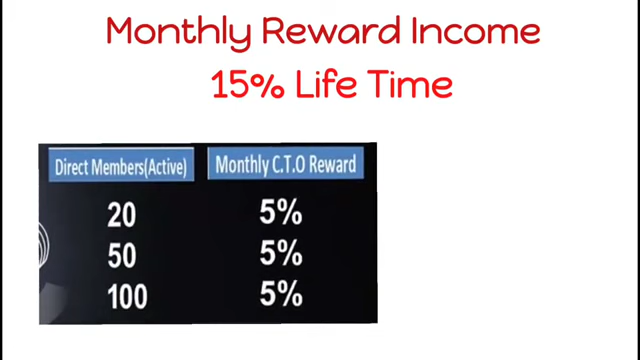 Monthly Reward Income
15% Life Time
Direct Members(Active) Monthly C.T.O Reward
20 5%
50 5%
100 5%